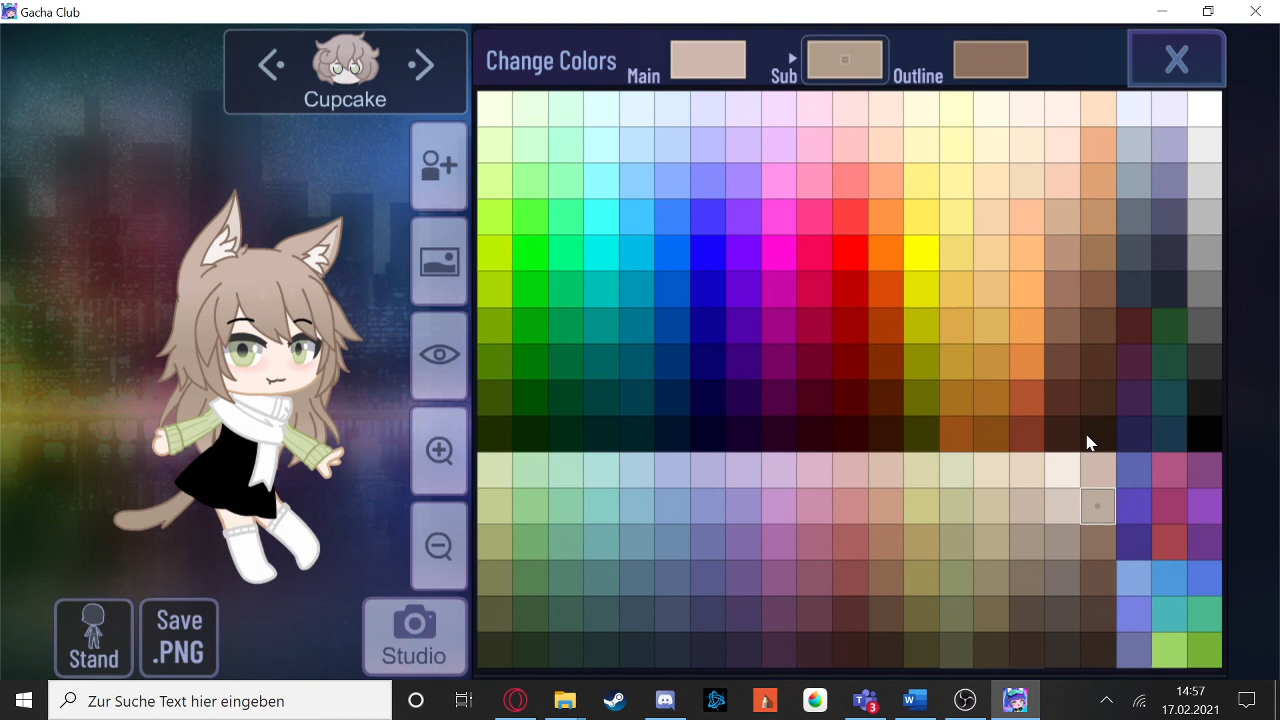 Gacha Club
Cupcake
Change Colors
Main
Sub
Outline
X
Stand
Save
.PNG
Studio
Zur Suche Text hier eingeben
3
14:57
17.02.2021